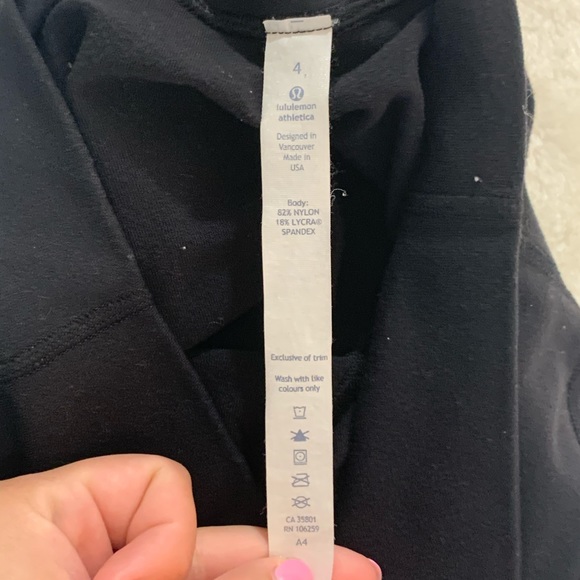 4
lululemon
athletica
Designed in
Vancouver
Made in
USA
Body:
82% NYLON
18% LYCRA®
SPANDEX
Exclusive of trim
Wash with like
colours only
CA 35801
RN 106259
A4